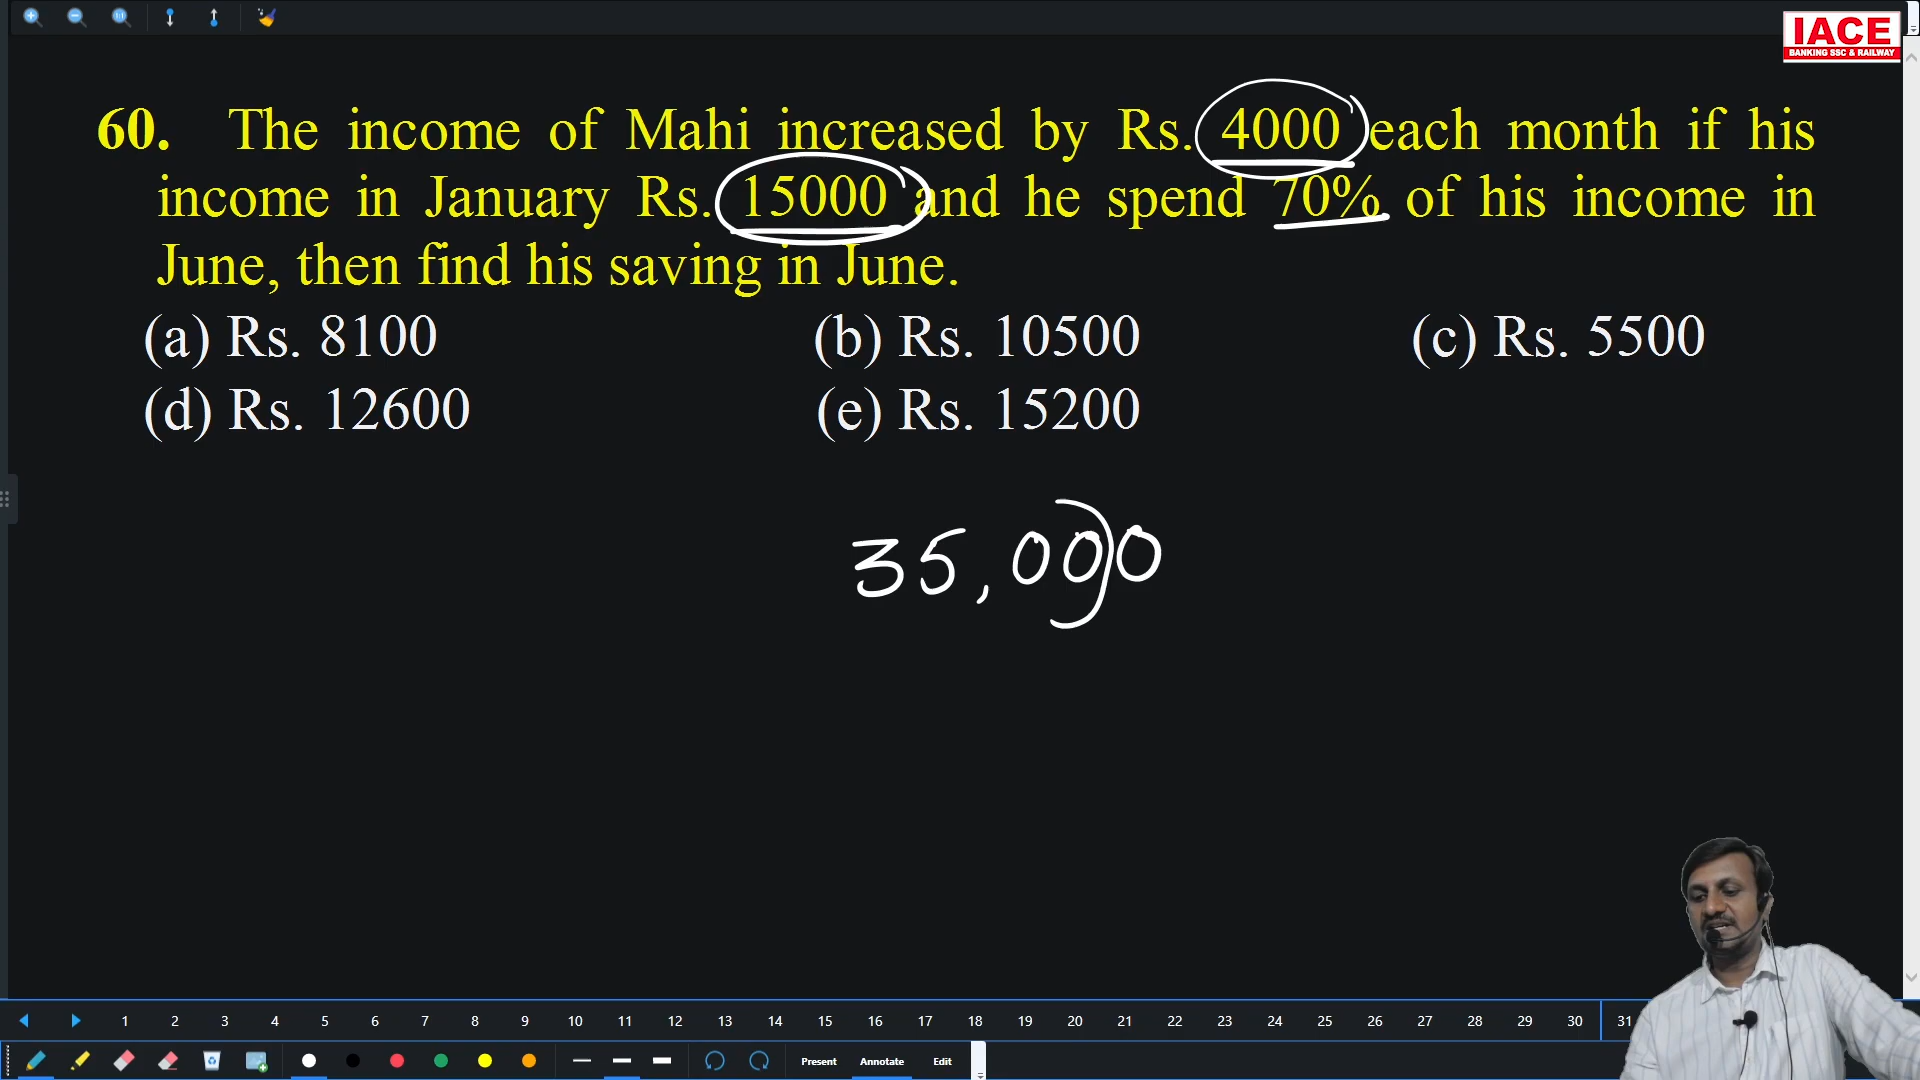 IACE
BANKING SSC & RAILWAY
60. The income of Mahi increased by Rs. 4000 each month if his
income in January Rs. 15000 and he spend 70% of his income in
June, then find his saving in June.
(a) Rs. 8100 (b) Rs. 10500 (c) Rs. 5500
(d) Rs. 12600 (e) Rs. 15200
35,000
1 2 3 4 5 6 7 8 9 10 11 12 13 14 15 16 17 18 19 20 21 22 23 24 25 26 27 28 29 30 31
Present Annotate Edit